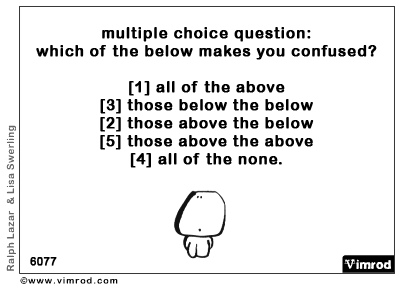 multiple choice question:
which of the below makes you confused?
[1] all of the above
[3] those below the below
[2] those above the below
[5] those above the above
[4] all of the none.
Ralph Lazar & Lisa Swerling
6077
Vimrod
©www.vimrod.com